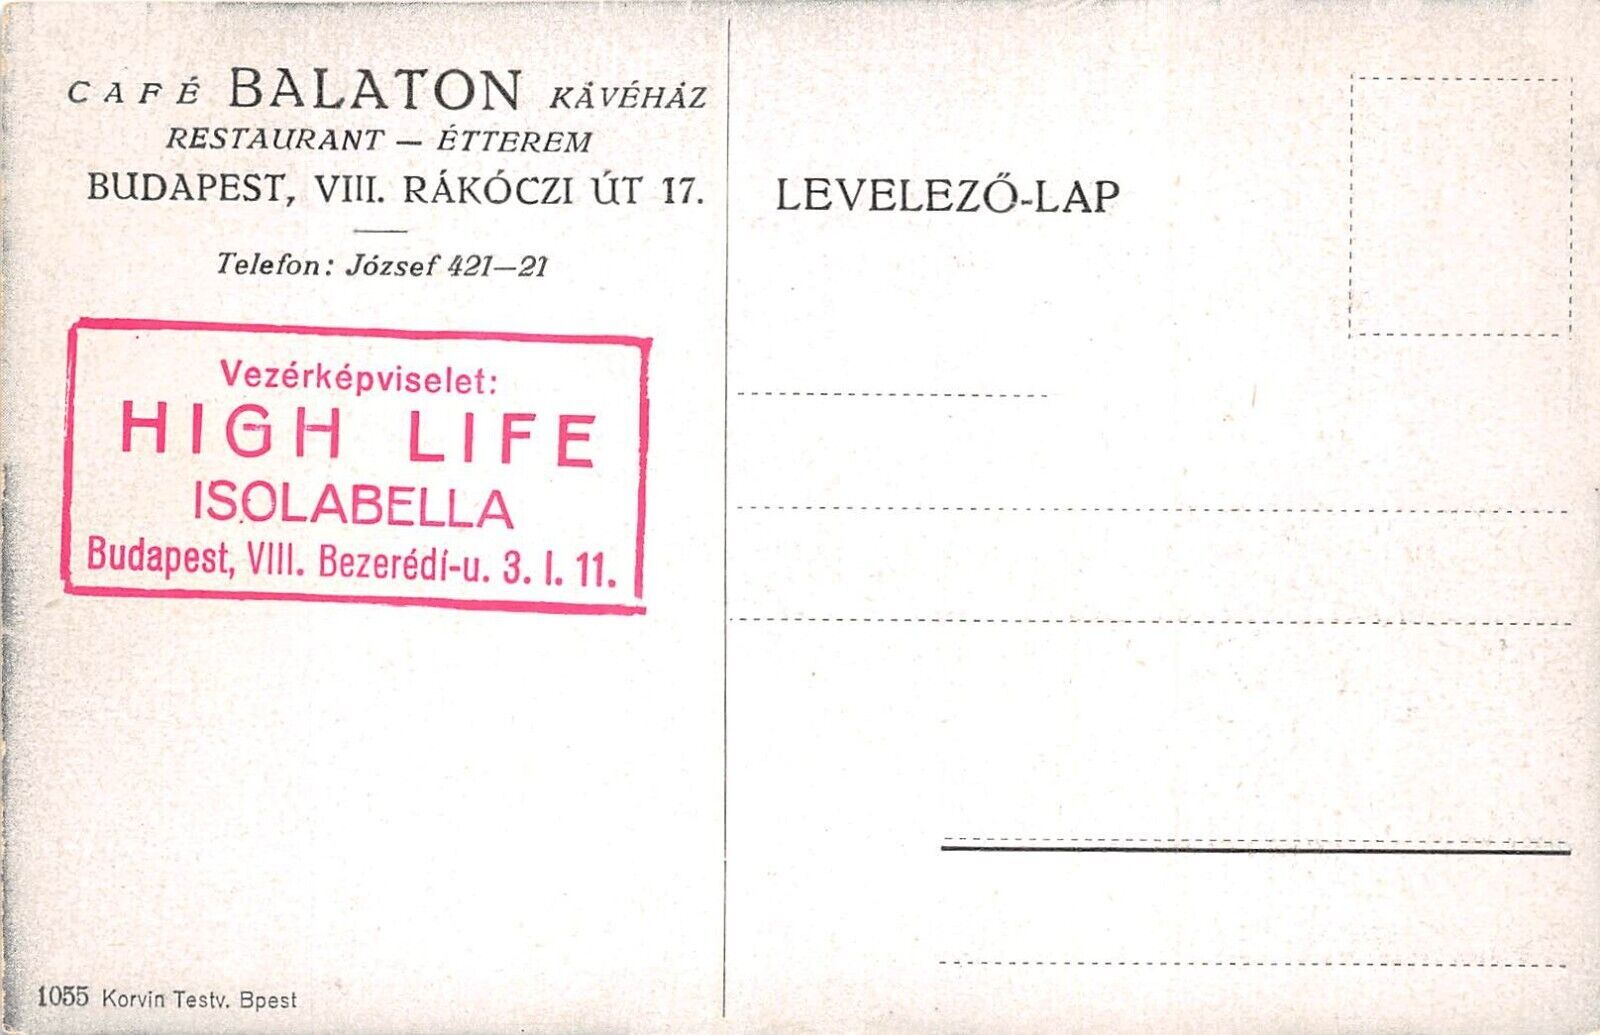 CAFÉ BALATON KÁVÉHÁZ
RESTAURANT — ÉTTEREM
BUDAPEST, VIII. RÁKÓCZI ÚT 17.
Telefon: József 421—21
Vezérképviselet:
HIGH LIFE
ISOLABELLA
Budapest, VIII. Bezerédi-u. 3. I. 11.
1055 Korvin Testv. Bpest
LEVELEZŐ-LAP